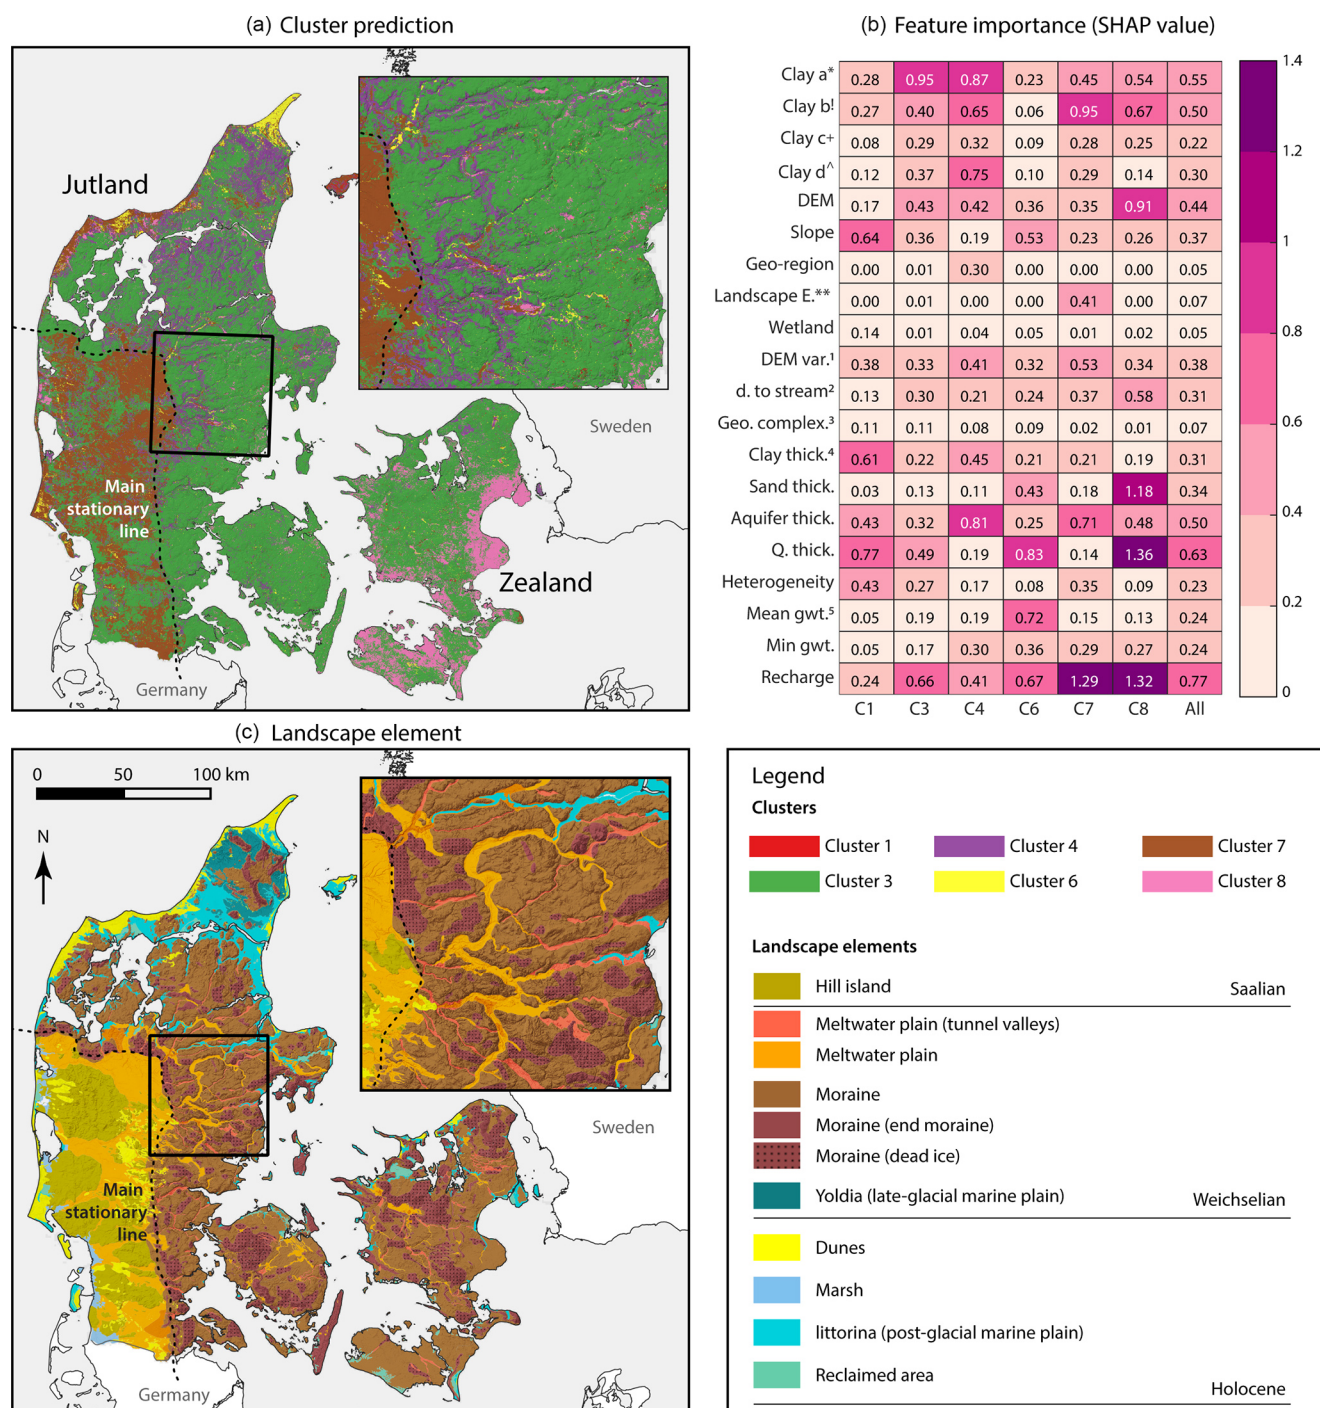 (a) Cluster prediction
Jutland
Main
stationary
line
Zealand
Sweden
Germany
(b) Feature importance (SHAP value)
Clay a* 0.28 0.95 0.87 0.23 0.45 0.54 0.55
Clay b! 0.27 0.40 0.65 0.06 0.95 0.67 0.50
Clay c+ 0.08 0.29 0.32 0.09 0.28 0.25 0.22
Clay d^ 0.12 0.37 0.75 0.10 0.29 0.14 0.30
DEM 0.17 0.43 0.42 0.36 0.35 0.91 0.44
Slope 0.64 0.36 0.19 0.53 0.23 0.26 0.37
Geo-region 0.00 0.01 0.30 0.00 0.00 0.00 0.05
Landscape E.** 0.00 0.01 0.00 0.00 0.41 0.00 0.07
Wetland 0.14 0.01 0.04 0.05 0.01 0.02 0.05
DEM var.¹ 0.38 0.33 0.41 0.32 0.53 0.34 0.38
d. to stream² 0.13 0.30 0.21 0.24 0.37 0.58 0.31
Geo. complex.³ 0.11 0.11 0.08 0.09 0.02 0.01 0.07
Clay thick.⁴ 0.61 0.22 0.45 0.21 0.21 0.19 0.31
Sand thick. 0.03 0.13 0.11 0.43 0.18 1.18 0.34
Aquifer thick. 0.43 0.32 0.81 0.25 0.71 0.48 0.50
Q. thick. 0.77 0.49 0.19 0.83 0.14 1.36 0.63
Heterogeneity 0.43 0.27 0.17 0.08 0.35 0.09 0.23
Mean gwt.⁵ 0.05 0.19 0.19 0.72 0.15 0.13 0.24
Min gwt. 0.05 0.17 0.30 0.36 0.29 0.27 0.24
Recharge 0.24 0.66 0.41 0.67 1.29 1.32 0.77
C1 C3 C4 C6 C7 C8 All
1.4
1.2
1
0.8
0.6
0.4
0.2
0
(c) Landscape element
0 50 100 km
N
Main
stationary
line
Sweden
Germany
Legend
Clusters
Cluster 1 Cluster 4 Cluster 7
Cluster 3 Cluster 6 Cluster 8
Landscape elements
Hill island Saalian
Meltwater plain (tunnel valleys)
Meltwater plain
Moraine
Moraine (end moraine)
Moraine (dead ice)
Yoldia (late-glacial marine plain) Weichselian
Dunes
Marsh
littorina (post-glacial marine plain)
Reclaimed area
Holocene